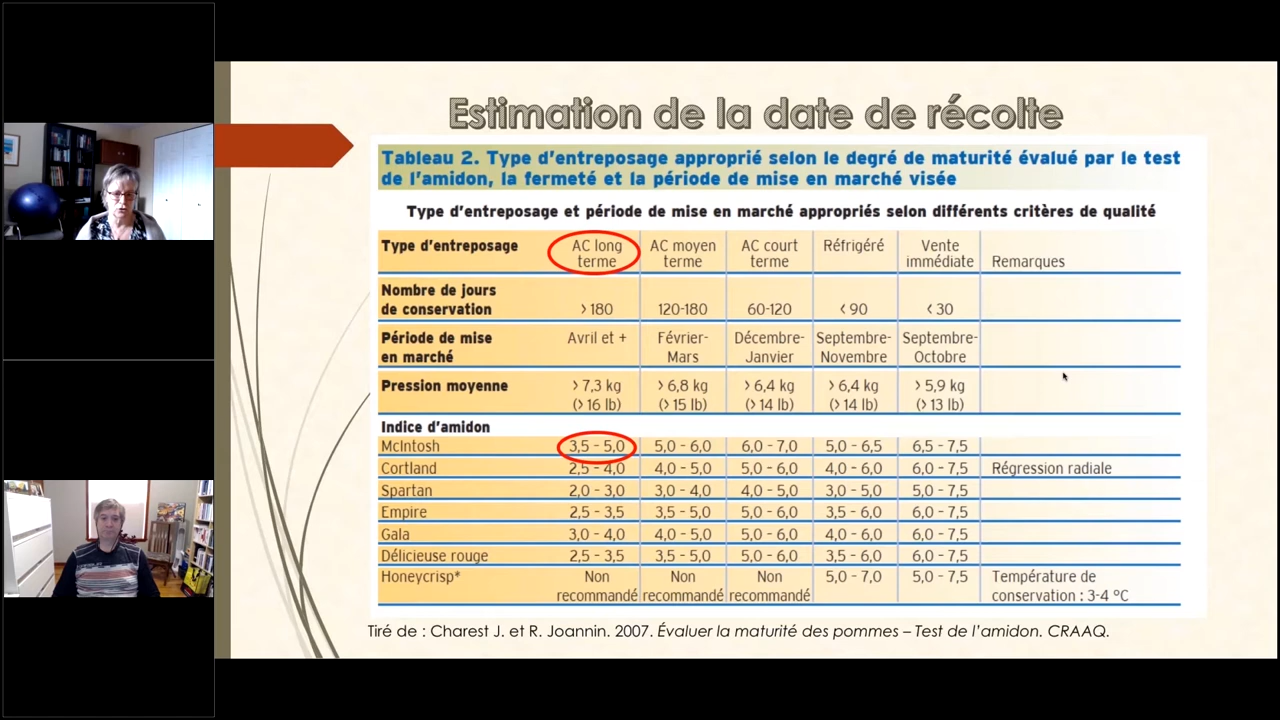 Estimation de la date de récolte
Tableau 2. Type d'entreposage approprié selon le degré de maturité évalué par le test
de l'amidon, la fermeté et la période de mise en marché visée
Type d'entreposage et période de mise en marché appropriés selon différents critères de qualité
Type d'entreposage AC long terme AC moyen terme AC court terme Réfrigéré Vente immédiate Remarques
Nombre de jours de conservation > 180 120-180 60-120 < 90 < 30
Période de mise en marché Avril et + Février-Mars Décembre-Janvier Septembre-Novembre Septembre-Octobre
Pression moyenne > 7,3 kg > 6,8 kg > 6,4 kg > 6,4 kg > 5,9 kg
(> 16 lb) (> 15 lb) (> 14 lb) (> 14 lb) (> 13 lb)
Indice d'amidon
McIntosh 3,5 - 5,0 5,0 - 6,0 6,0 - 7,0 5,0 - 6,5 6,5 - 7,5
Cortland 2,5 - 4,0 4,0 - 5,0 5,0 - 6,0 4,0 - 6,0 6,0 - 7,5 Régression radiale
Spartan 2,0 - 3,0 3,0 - 4,0 4,0 - 5,0 3,0 - 5,0 5,0 - 7,5
Empire 2,5 - 3,5 3,5 - 5,0 5,0 - 6,0 3,5 - 6,0 6,0 - 7,5
Gala 3,0 - 4,0 4,0 - 5,0 5,0 - 6,0 4,0 - 6,0 6,0 - 7,5
Délicieuse rouge 2,5 - 3,5 3,5 - 5,0 5,0 - 6,0 3,5 - 6,0 6,0 - 7,5
Honeycrisp* Non recommandé Non recommandé Non recommandé 5,0 - 7,0 5,0 - 7,5 Température de conservation : 3-4 °C
Tiré de : Charest J. et R. Joannin. 2007. Évaluer la maturité des pommes – Test de l'amidon. CRAAQ.